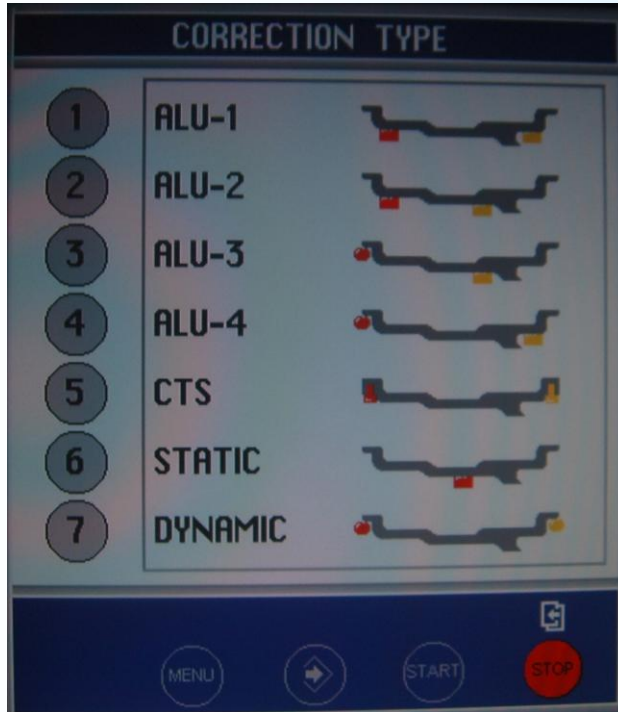 CORRECTION TYPE
1 ALU-1
2 ALU-2
3 ALU-3
4 ALU-4
5 CTS
6 STATIC
7 DYNAMIC
MENU START STOP